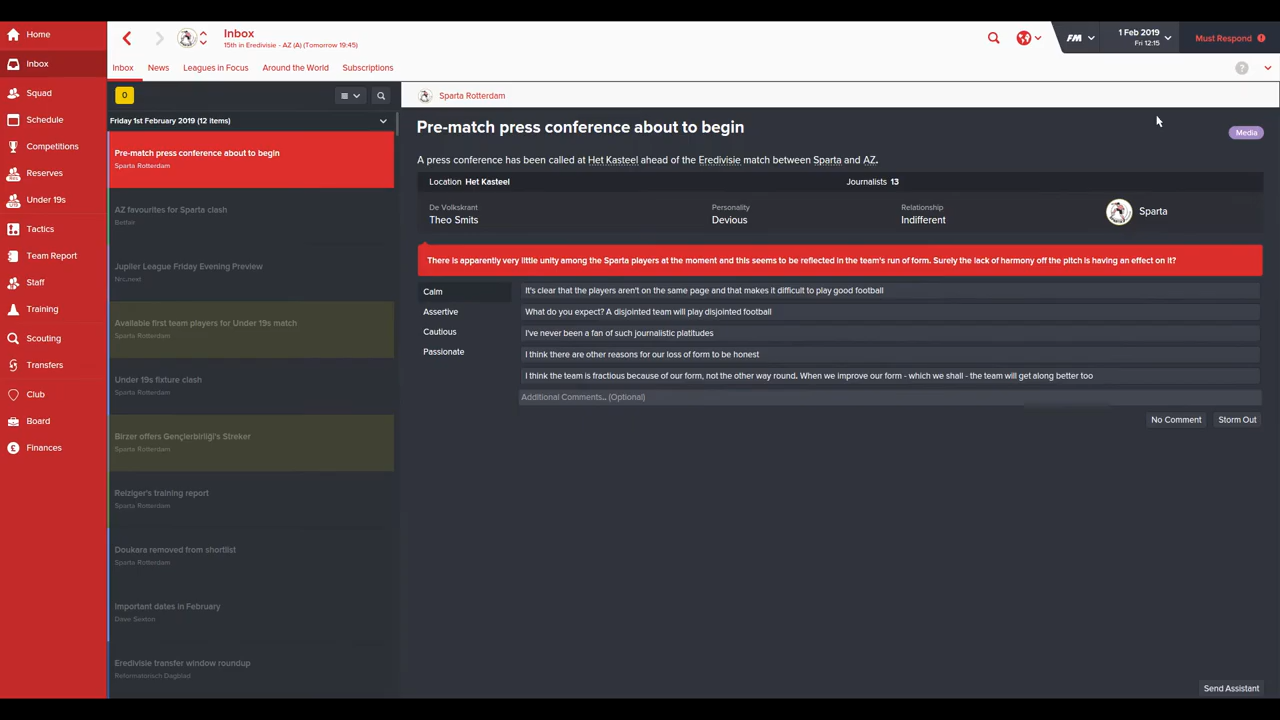 Home
Inbox
Squad
Schedule
Competitions
Reserves
Under 19s
Tactics
Team Report
Staff
Training
Scouting
Transfers
Club
Board
Finances
Inbox
15th in Eredivisie - AZ (A) (Tomorrow 19:45)
FM
1 Feb 2019
Fri 12:15
Must Respond
Inbox News Leagues in Focus Around the World Subscriptions
0
Friday 1st February 2019 (12 items)
Pre-match press conference about to begin
Sparta Rotterdam
AZ favourites for Sparta clash
Betfair
Jupiler League Friday Evening Preview
Nrc.next
Available first team players for Under 19s match
Sparta Rotterdam
Under 19s fixture clash
Sparta Rotterdam
Birzer offers Gençlerbirliği's Streker
Sparta Rotterdam
Reiziger's training report
Sparta Rotterdam
Doukara removed from shortlist
Sparta Rotterdam
Important dates in February
Dave Sexton
Eredivisie transfer window roundup
Reformatorisch Dagblad
Sparta Rotterdam
Pre-match press conference about to begin
Media
A press conference has been called at Het Kasteel ahead of the Eredivisie match between Sparta and AZ.
Location Het Kasteel Journalists 13
De Volkskrant Personality Relationship
Theo Smits Devious Indifferent Sparta
There is apparently very little unity among the Sparta players at the moment and this seems to be reflected in the team's run of form. Surely the lack of harmony off the pitch is having an effect on it?
Calm
Assertive
Cautious
Passionate
It's clear that the players aren't on the same page and that makes it difficult to play good football
What do you expect? A disjointed team will play disjointed football
I've never been a fan of such journalistic platitudes
I think there are other reasons for our loss of form to be honest
I think the team is fractious because of our form, not the other way round. When we improve our form - which we shall - the team will get along better too
Additional Comments... (Optional)
No Comment Storm Out
Send Assistant